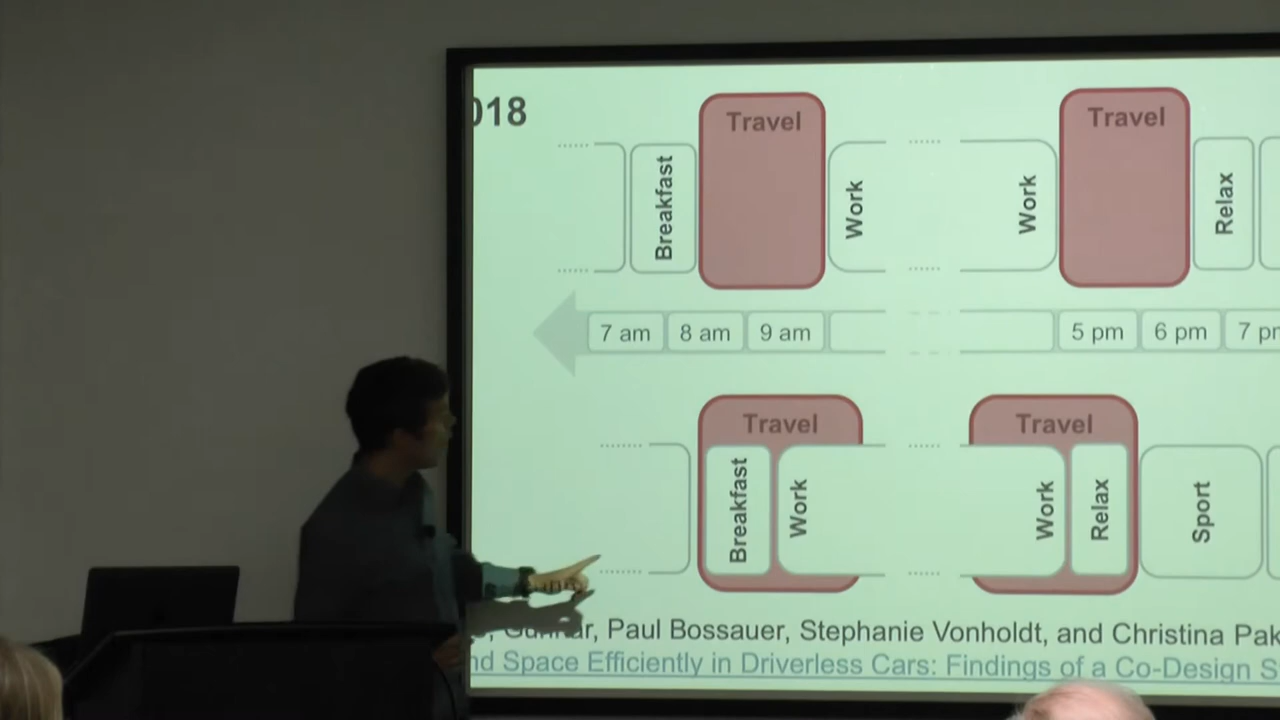 018
Travel
Travel
Breakfast
Work
Work
Relax
7 am 8 am 9 am 5 pm 6 pm 7 p
Travel
Travel
Breakfast
Work
Work
Relax
Sport
Paul Bossauer, Stephanie Vonholdt, and Christina Pak
nd Space Efficiently in Driverless Cars: Findings of a Co-Design S